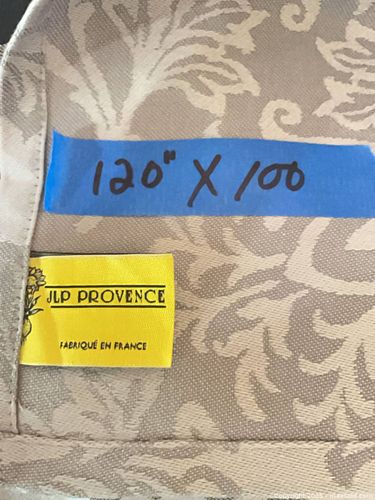 120" X 100
JLP PROVENCE
FABRIQUÉ EN FRANCE